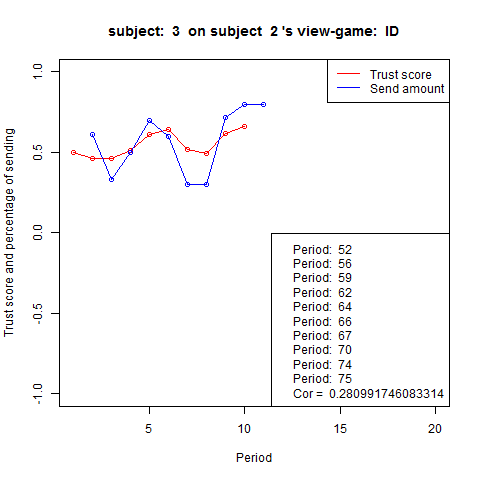 subject: 3 on subject 2 's view-game: ID
Trust score
Send amount
Trust score and percentage of sending
1.0
0.5
0.0
-0.5
-1.0
Period: 52
Period: 56
Period: 59
Period: 62
Period: 64
Period: 66
Period: 67
Period: 70
Period: 74
Period: 75
Cor = 0.280991746083314
5 10 15 20
Period